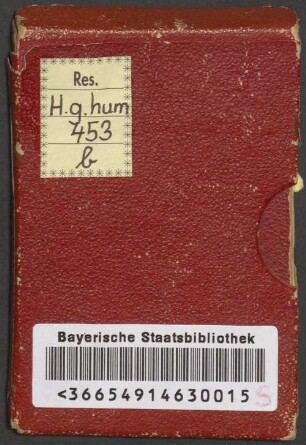 Res.
H.g.hum
453
b
Bayerische Staatsbibliothek
<36654914630015
S